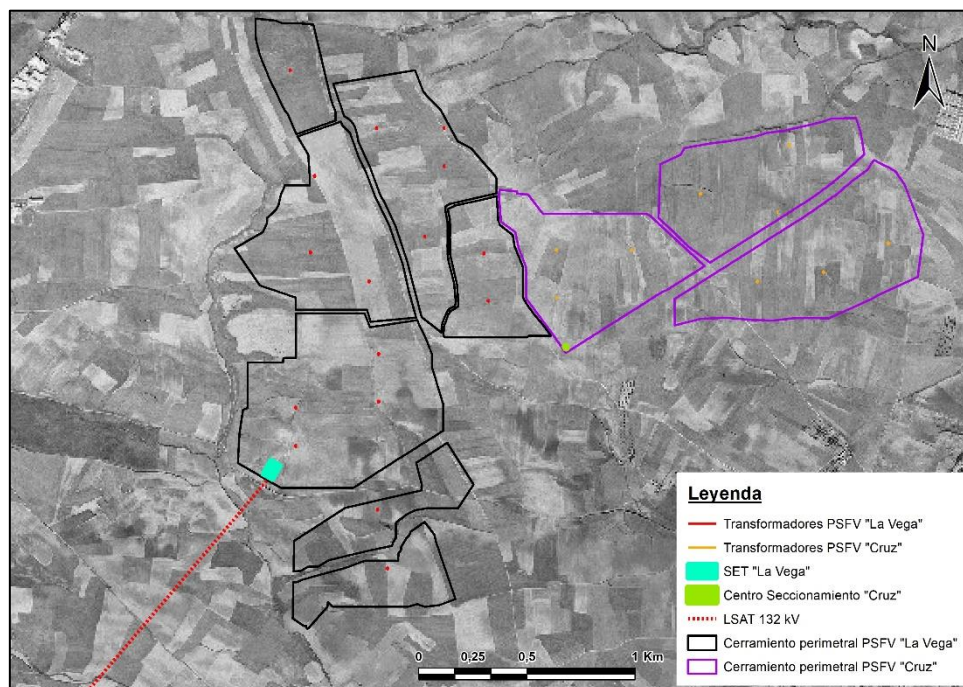 N
Leyenda
Transformadores PSFV "La Vega"
Transformadores PSFV "Cruz"
SET "La Vega"
Centro Seccionamiento "Cruz"
LSAT 132 kV
Cerramiento perimetral PSFV "La Vega"
Cerramiento perimetral PSFV "Cruz"
0 0,25 0,5 1 Km